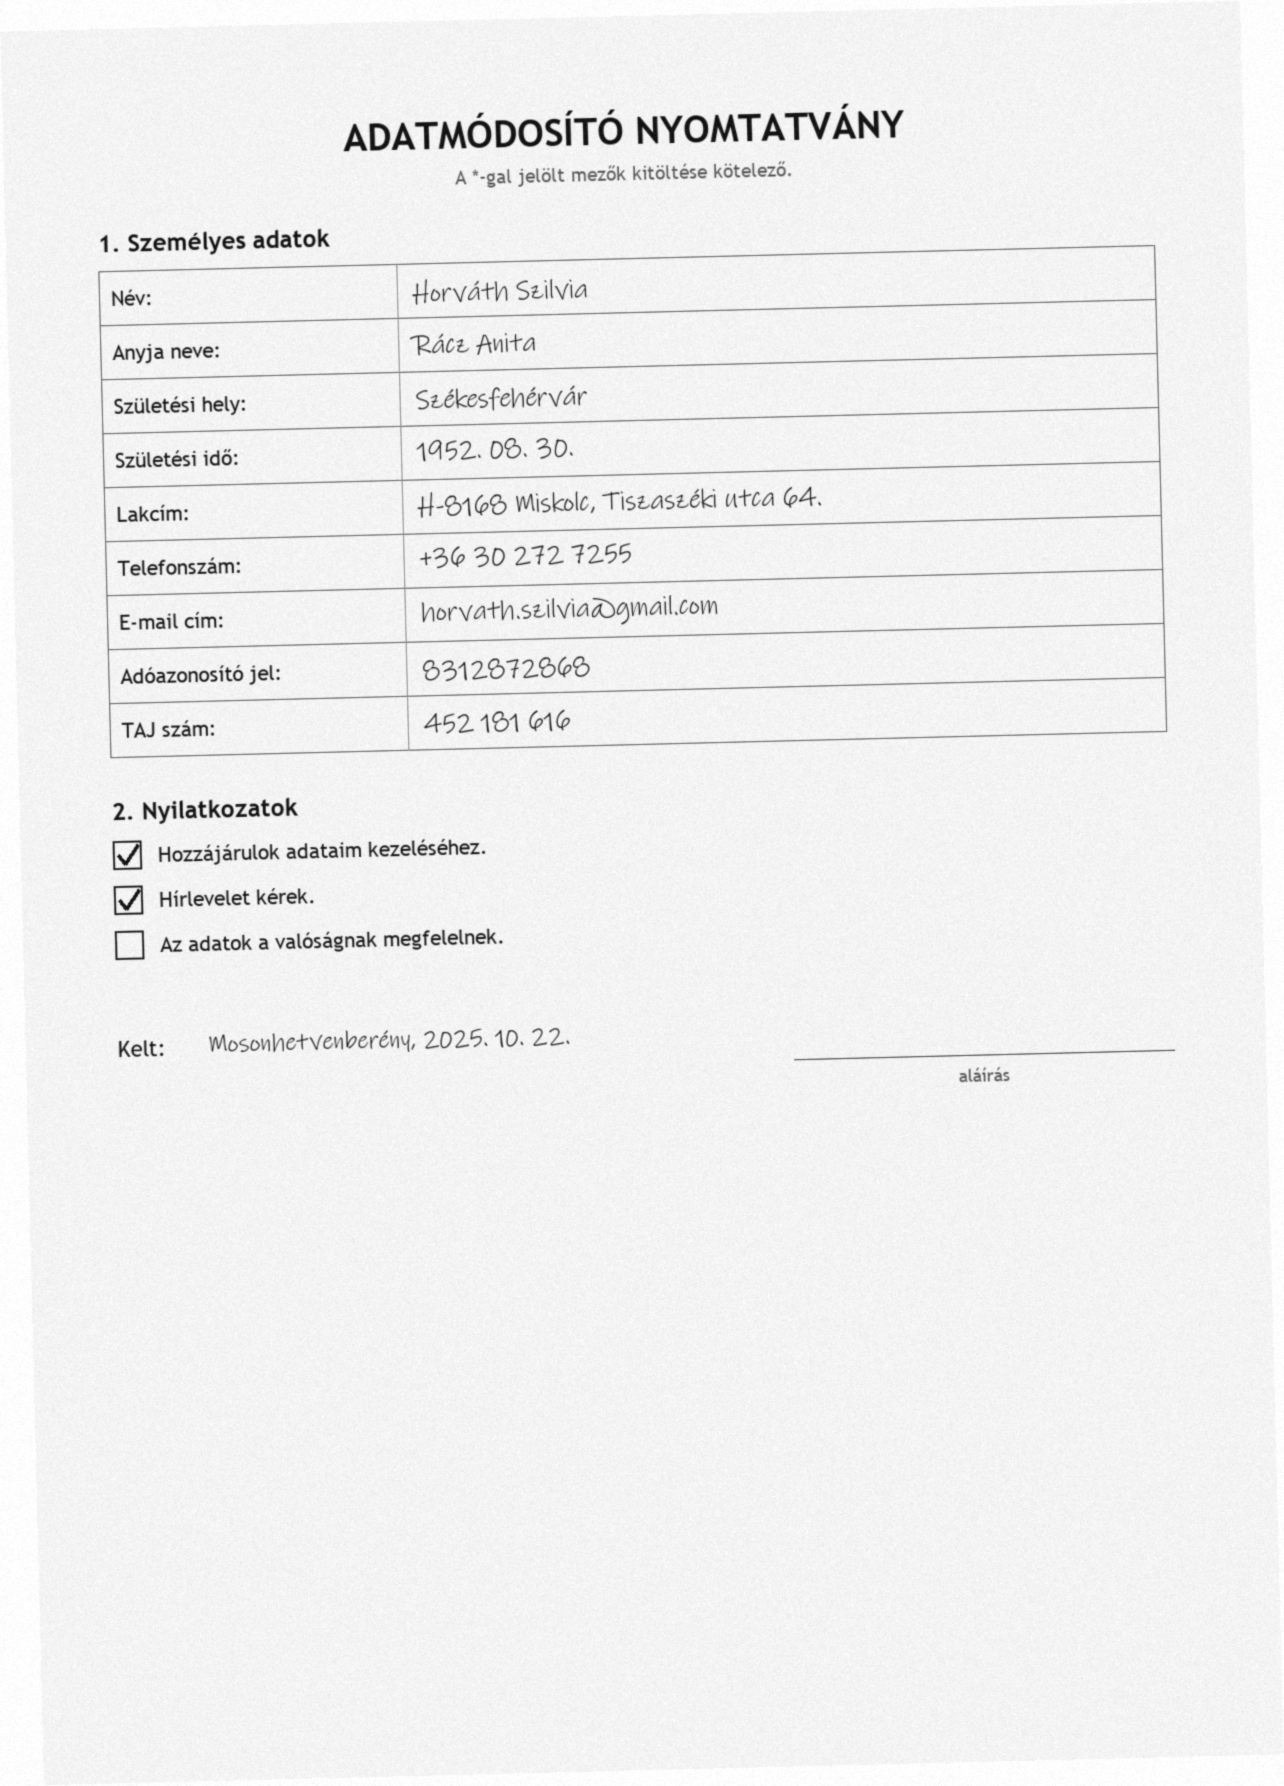 ADATMÓDOSÍTÓ NYOMTATVÁNY
A *-gal jelölt mezők kitöltése kötelező.
1. Személyes adatok
Név: Horváth Szilvia
Anyja neve: Rácz Anita
Születési hely: Székesfehérvár
Születési idő: 1952. 08. 30.
Lakcím: H-8168 Miskolc, Tiszaszéki utca 64.
Telefonszám: +36 30 272 7255
E-mail cím: horvath.szilvia@gmail.com
Adóazonosító jel: 8312872868
TAJ szám: 452 181 616
2. Nyilatkozatok
Hozzájárulok adataim kezeléséhez.
Hírlevelet kérek.
Az adatok a valóságnak megfelelnek.
Kelt: Mosonhetvenberény, 2025. 10. 22.
aláírás